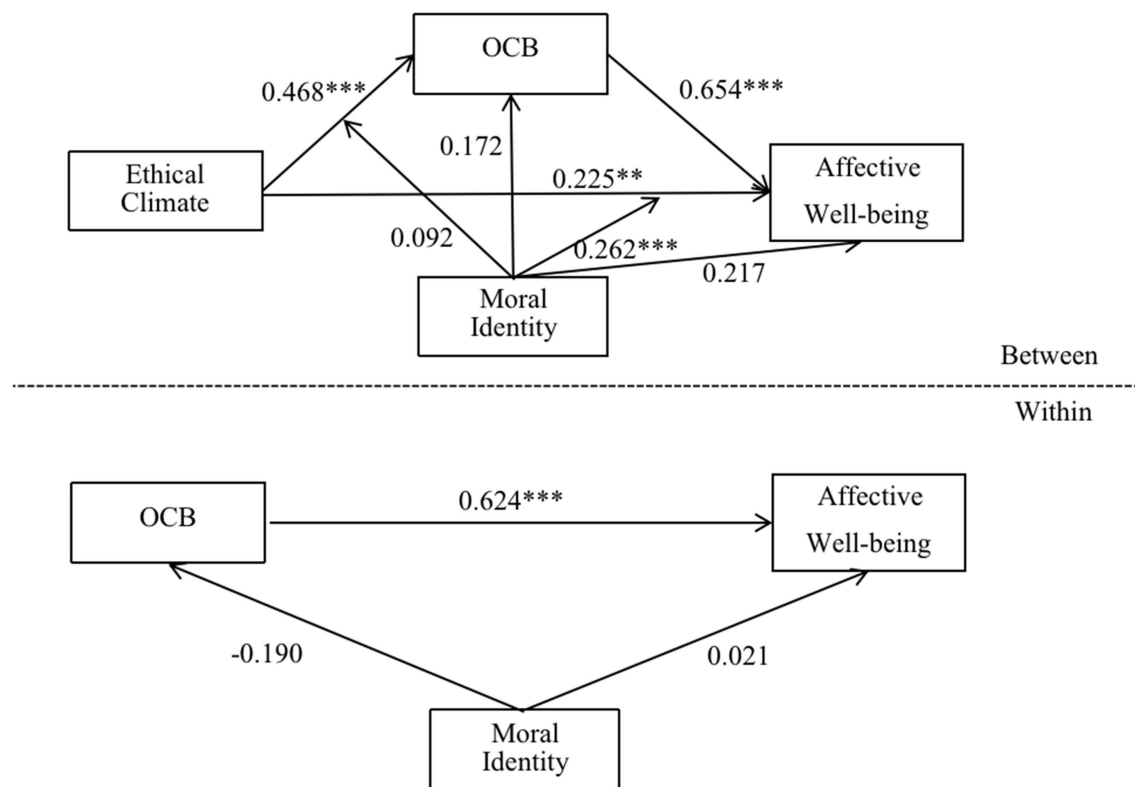 OCB
0.468***
0.654***
0.172
Ethical
Climate
0.225**
Affective
Well-being
0.092
0.262***
0.217
Moral
Identity
Between
Within
OCB
0.624***
Affective
Well-being
-0.190
0.021
Moral
Identity